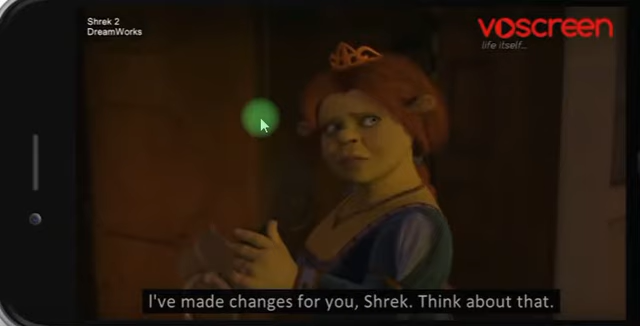 Shrek 2
DreamWorks
voscreen
life itself...
I've made changes for you, Shrek. Think about that.